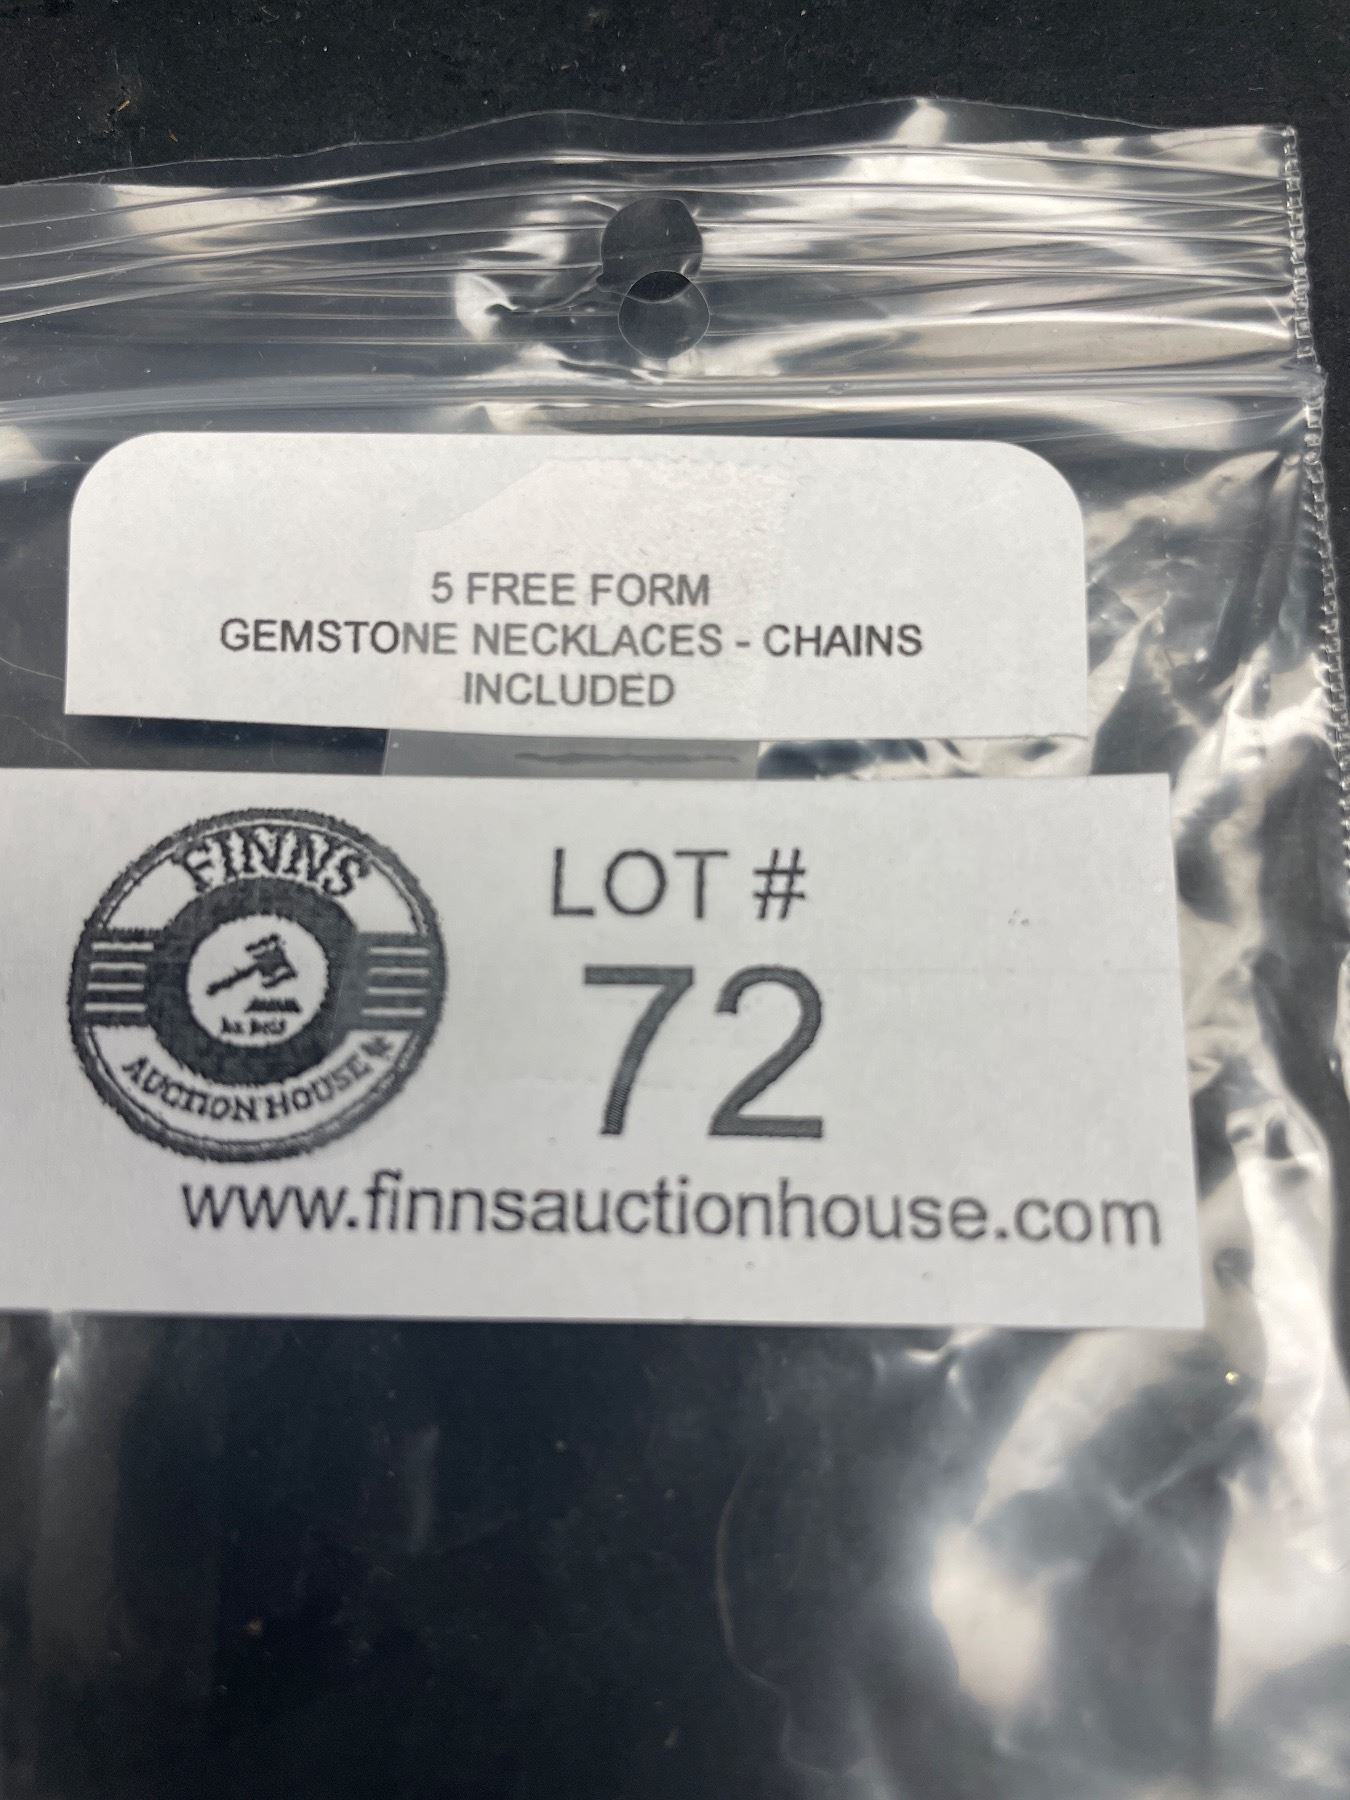 5 FREE FORM
GEMSTONE NECKLACES - CHAINS
INCLUDED
FINNS
AUCTION HOUSE
LOT #
72
www.finnsauctionhouse.com